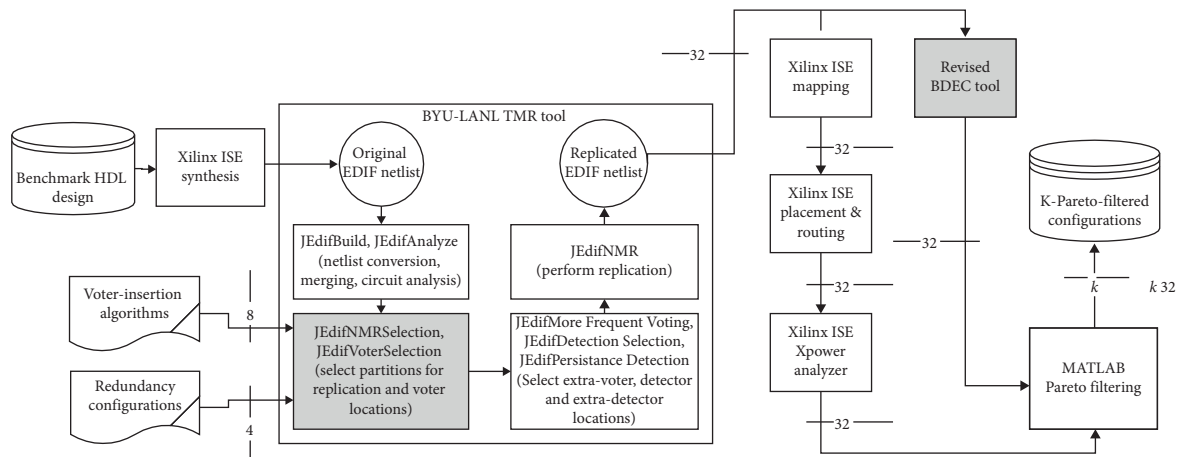 Benchmark HDL
design
Xilinx ISE
synthesis
BYU-LANL TMR tool
Original
EDIF netlist
Replicated
EDIF netlist
JEdifBuild, JEdifAnalyze
(netlist conversion,
merging, circuit analysis)
JEdifNMR
(perform replication)
Voter-insertion
algorithms
8
Redundancy
configurations
4
JEdifNMRSelection,
JEdifVoterSelection
(select partitions for
replication and voter
locations)
JEdifMore Frequent Voting,
JEdifDetection Selection,
JEdifPersistance Detection
(Select extra-voter, detector
and extra-detector
locations)
32
Xilinx ISE
mapping
32
Xilinx ISE
placement &
routing
32
Xilinx ISE
Xpower
analyzer
32
Revised
BDEC tool
32
K-Pareto-filtered
configurations
k
k 32
MATLAB
Pareto filtering